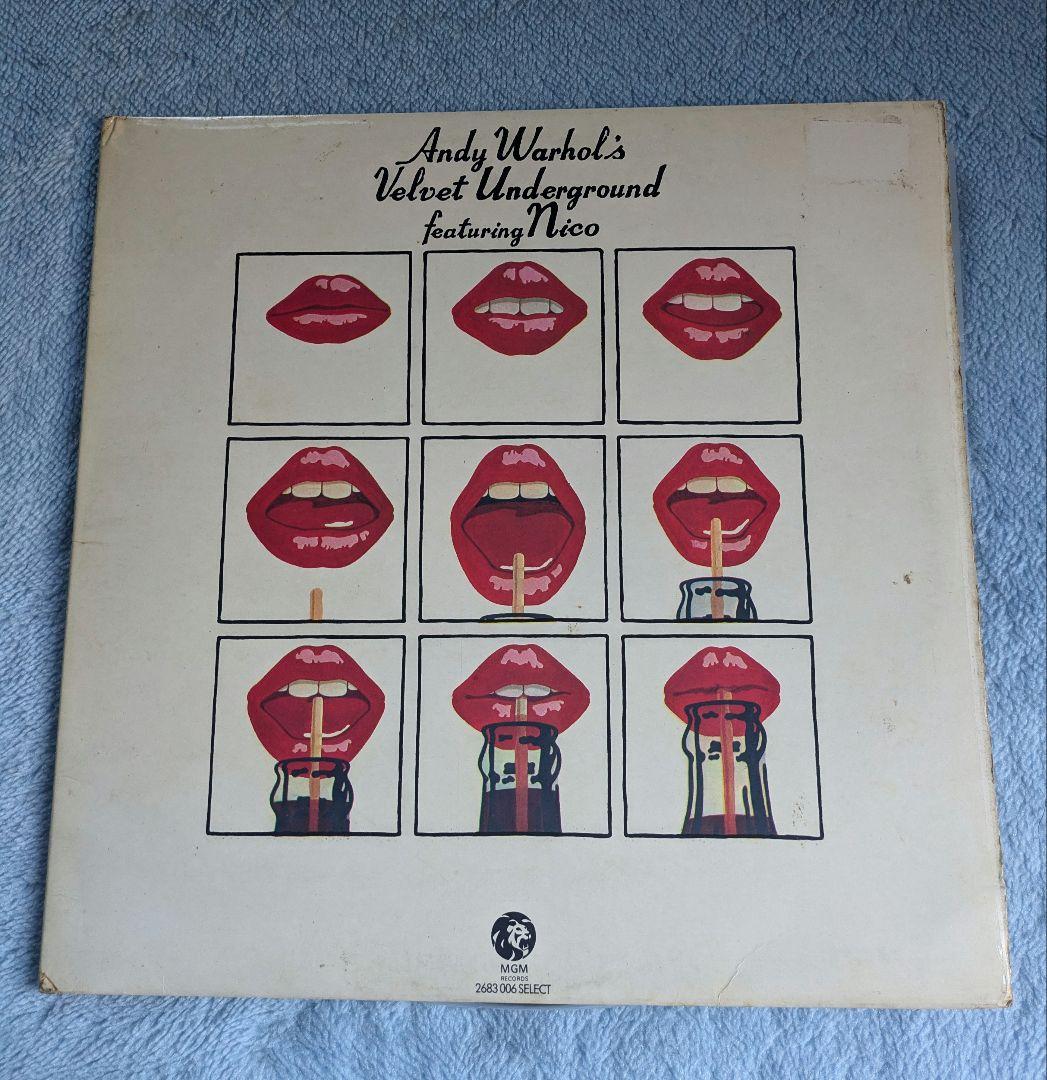 Andy Warhol's
Velvet Underground
featuring Nico
MGM
RECORDS
2683 006 SELECT